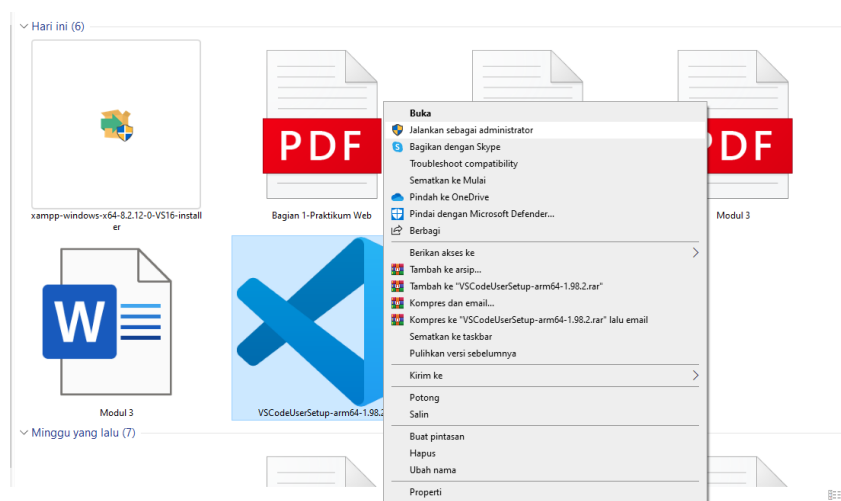 Hari ini (6)
PDF
PDF
xampp-windows-x64-8.2.12-0-VS16-install
er
Bagian 1-Praktikum Web
Modul 3
W
Modul 3
VSCodeUserSetup-arm64-1.98.2
Buka
Jalankan sebagai administrator
Bagikan dengan Skype
Troubleshoot compatibility
Sematkan ke Mulai
Pindah ke OneDrive
Pindai dengan Microsoft Defender...
Berbagi
Berikan akses ke
Tambah ke arsip...
Tambah ke "VSCodeUserSetup-arm64-1.98.2.rar"
Kompres dan email...
Kompres ke "VSCodeUserSetup-arm64-1.98.2.rar" lalu email
Sematkan ke taskbar
Pulihkan versi sebelumnya
Kirim ke
Potong
Salin
Buat pintasan
Hapus
Ubah nama
Properti
Minggu yang lalu (7)